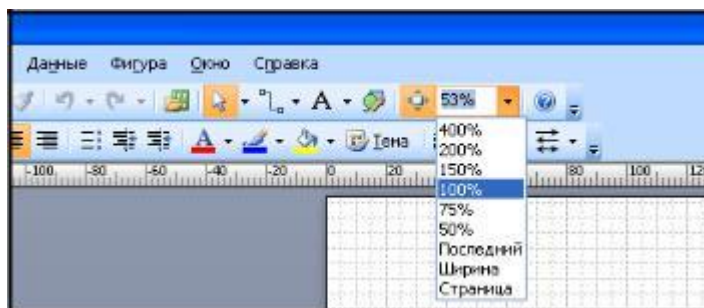 Данные Фигура Окно Справка
A 53%
A Тема
400%
200%
150%
100%
75%
50%
Последний
Ширина
Страница
-100 -80 -60 -40 -20 0 20 80 100 12